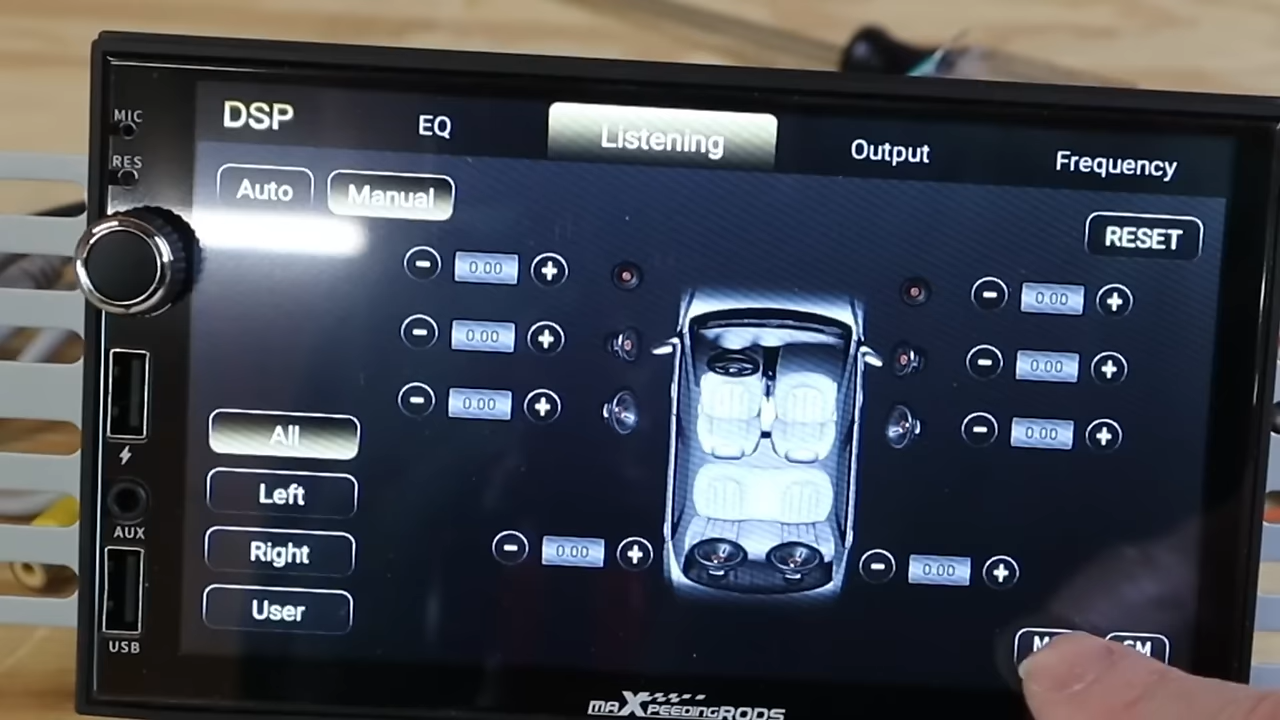 MIC
RES
AUX
USB
DSP
EQ
Listening
Output
Frequency
Auto
Manual
RESET
0.00
0.00
0.00
0.00
0.00
0.00
0.00
0.00
All
Left
Right
User
CM
maXpeedingRods